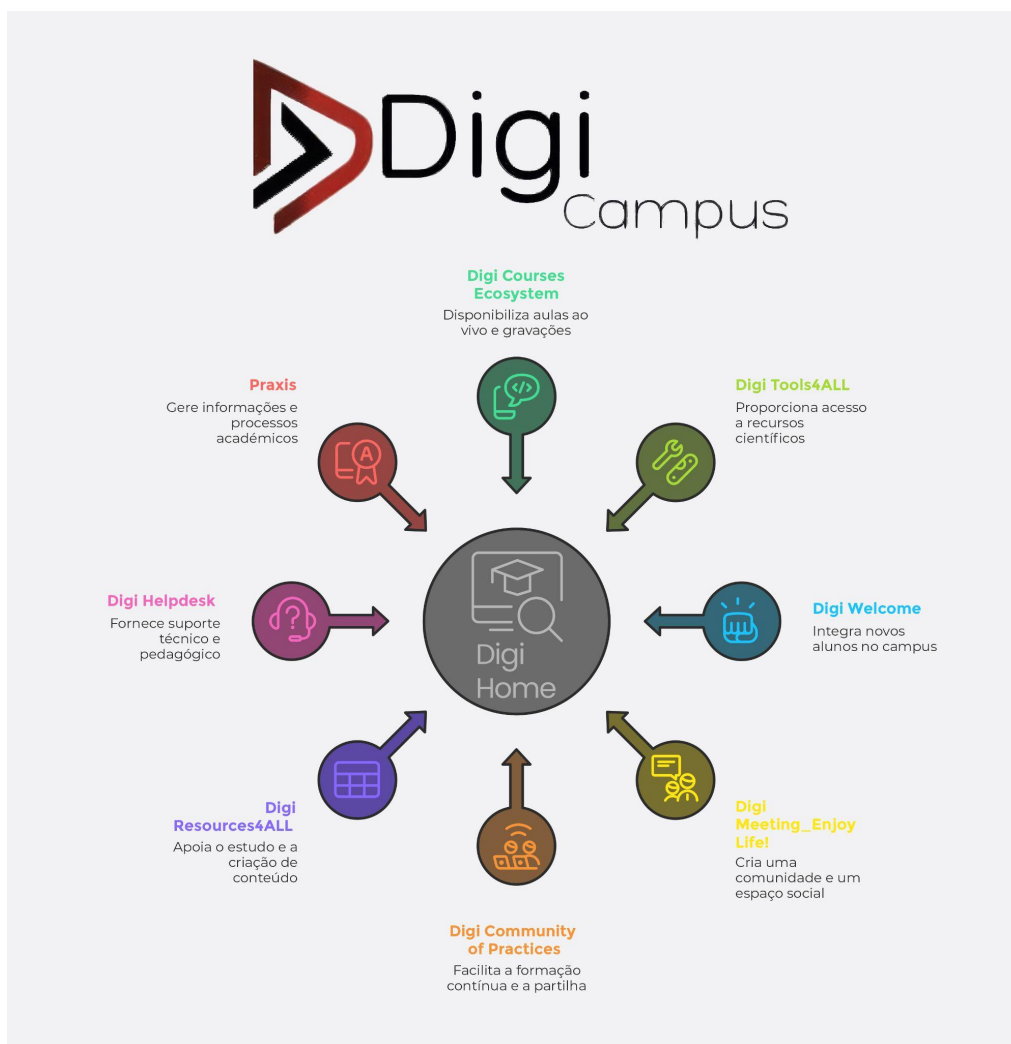 Digi
Campus
Digi Courses
Ecosystem
Disponibiliza aulas ao
vivo e gravações
Praxis
Gere informações e
processos
académicos
Digi Tools4ALL
Proporciona acesso
a recursos
científicos
Digi Helpdesk
Fornece suporte
técnico e
pedagógico
Digi
Home
Digi Welcome
Integra novos
alunos no campus
Digi
Resources4ALL
Apoia o estudo e a
criação de
conteúdo
Digi
Meeting_Enjoy
Life!
Cria uma
comunidade e um
espaço social
Digi Community
of Practices
Facilita a formação
contínua e a partilha